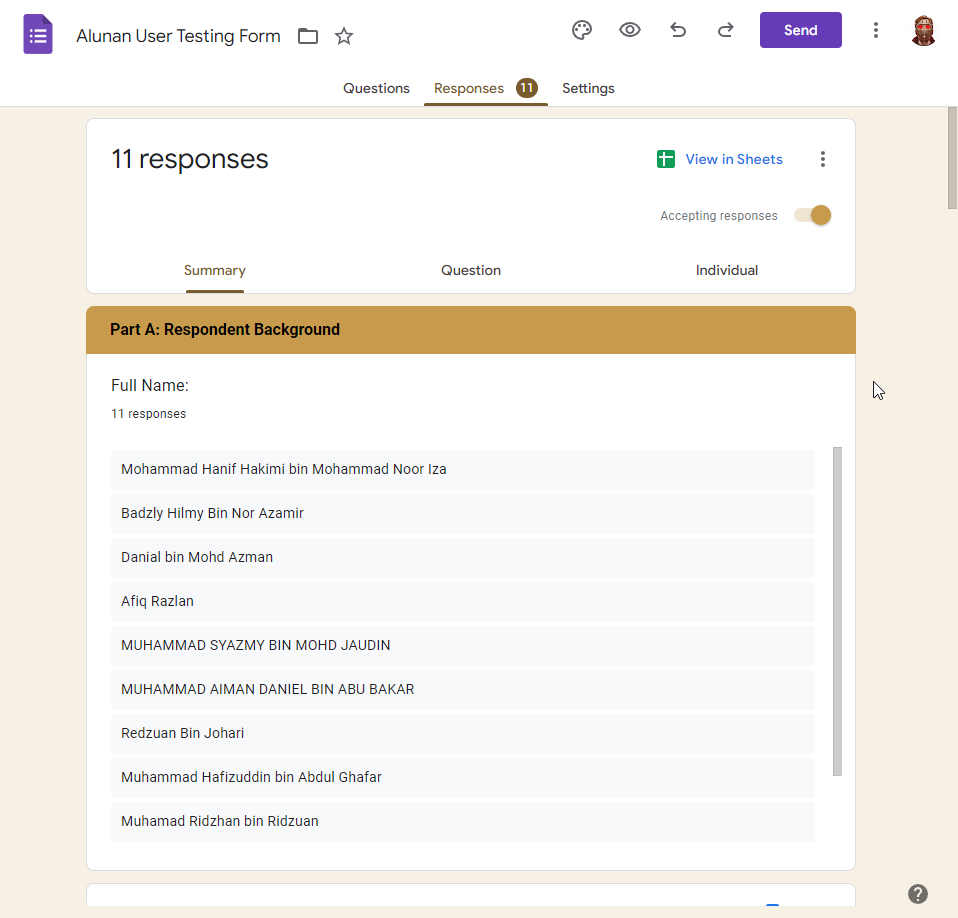 Alunan User Testing Form
Send
Questions
Responses 11
Settings
11 responses
View in Sheets
Accepting responses
Summary
Question
Individual
Part A: Respondent Background
Full Name:
11 responses
Mohammad Hanif Hakimi bin Mohammad Noor Iza
Badzly Hilmy Bin Nor Azamir
Danial bin Mohd Azman
Afiq Razlan
MUHAMMAD SYAZMY BIN MOHD JAUDIN
MUHAMMAD AIMAN DANIEL BIN ABU BAKAR
Redzuan Bin Johari
Muhammad Hafizuddin bin Abdul Ghafar
Muhamad Ridzhan bin Ridzuan